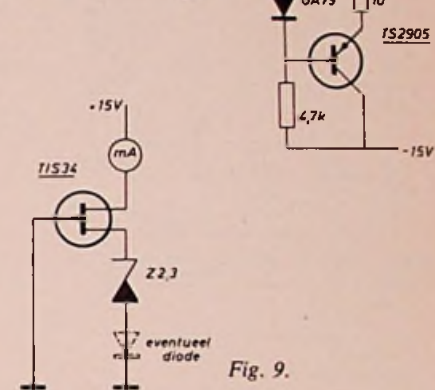 OA79
10
TS2905
4,7k
-15V
+15V
mA
TIS34
Z2,3
eventueel
diode
Fig. 9.